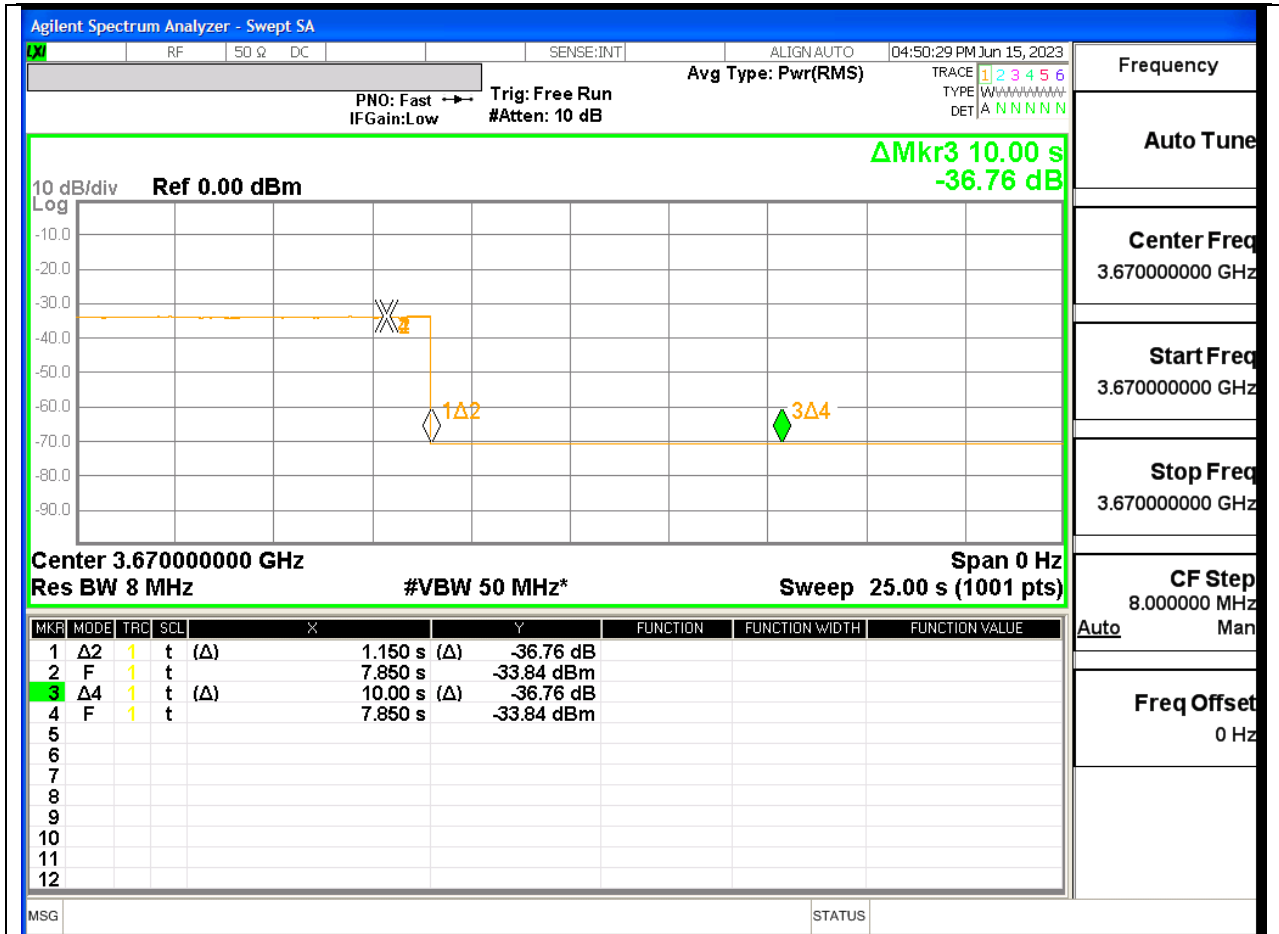 Agilent Spectrum Analyzer - Swept SA
LXI RF 50 Ω DC SENSE:INT ALIGN AUTO 04:50:29 PM Jun 15, 2023
Frequency
Avg Type: Pwr(RMS) TRACE 1 2 3 4 5 6
PNO: Fast Trig: Free Run TYPE W
IFGain:Low #Atten: 10 dB DET A N N N N N
Auto Tune
ΔMkr3 10.00 s
-36.76 dB
10 dB/div Ref 0.00 dBm
Log
-10.0
-20.0
-30.0
-40.0
-50.0
-60.0
-70.0
-80.0
-90.0
1Δ2
3Δ4
Center Freq
3.670000000 GHz
Start Freq
3.670000000 GHz
Stop Freq
3.670000000 GHz
Center 3.670000000 GHz Span 0 Hz
Res BW 8 MHz #VBW 50 MHz* Sweep 25.00 s (1001 pts)
CF Step
8.000000 MHz
Auto Man
MKR MODE TRC SCL X Y FUNCTION FUNCTION WIDTH FUNCTION VALUE
1 Δ2 1 t (Δ) 1.150 s (Δ) -36.76 dB
2 F 1 t 7.850 s -33.84 dBm
3 Δ4 1 t (Δ) 10.00 s (Δ) -36.76 dB
4 F 1 t 7.850 s -33.84 dBm
5
6
7
8
9
10
11
12
Freq Offset
0 Hz
MSG STATUS